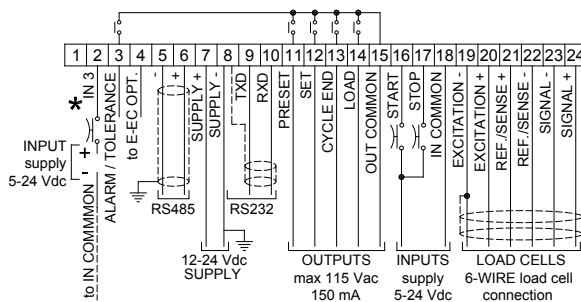 1 2 3 4 5 6 7 8 9 10 11 12 13 14 15 16 17 18 19 20 21 22 23 24
*
IN 3
ALARM / TOLERANCE
to E-EC OPT.
-
+
SUPPLY +
SUPPLY -
TXD
RXD
PRESET
SET
CYCLE END
LOAD
OUT COMMON
START
STOP
IN COMMON
EXCITATION -
EXCITATION +
REF./SENSE +
REF./SENSE -
SIGNAL -
SIGNAL +
INPUT
supply
5-24 Vdc
+
-
to IN COMMMON
RS485
RS232
12-24 Vdc
SUPPLY
OUTPUTS
max 115 Vac
150 mA
INPUTS
supply
5-24 Vdc
LOAD CELLS
6-WIRE load cell
connection